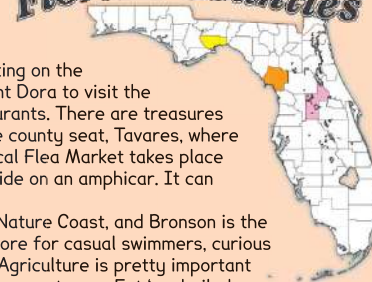 ting on the
nt Dora to visit the
urants. There are treasures
e county seat, Tavares, where
cal Flea Market takes place
ide on an amphicar. It can
Nature Coast, and Bronson is the
ore for casual swimmers, curious
Agriculture is pretty important